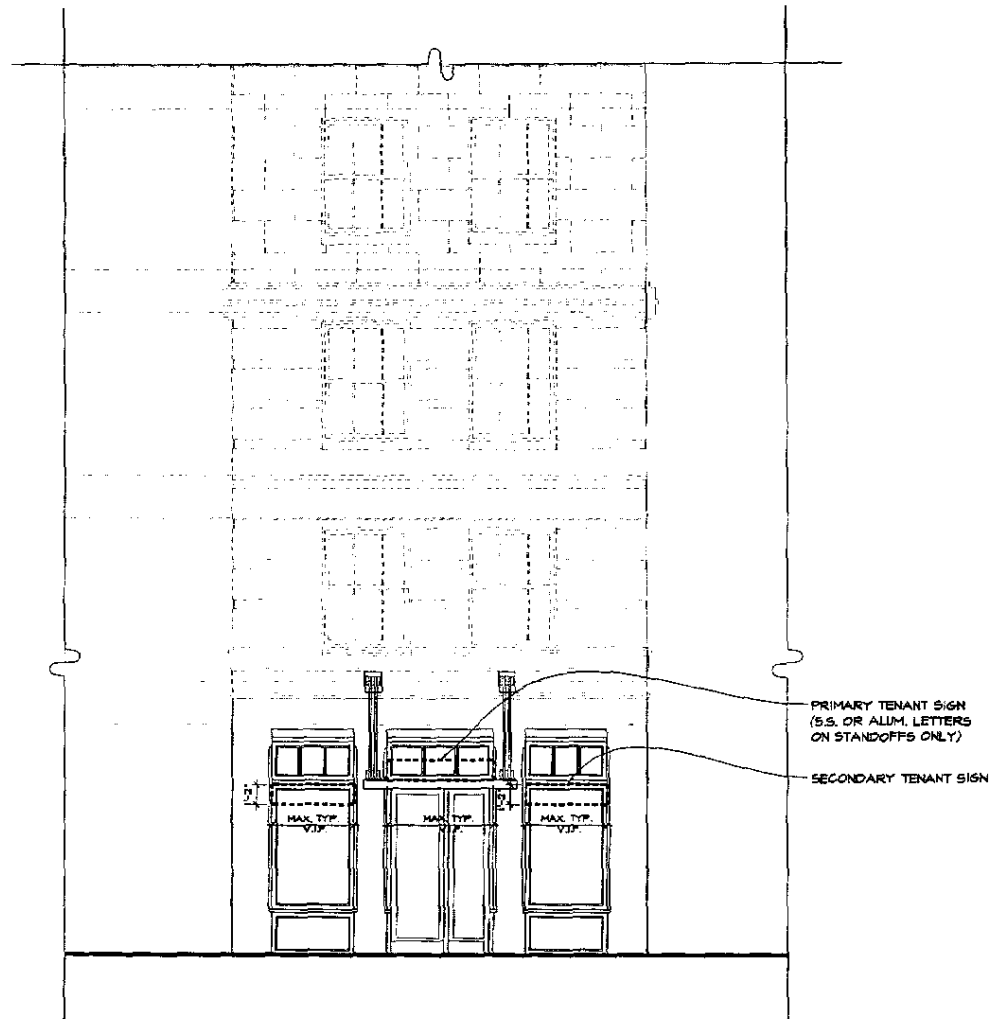 PRIMARY TENANT SIGN
(S.S. OR ALUM. LETTERS
ON STANDOFFS ONLY)
SECONDARY TENANT SIGN
MAX. TYP.
V.I.F.
MAX. TYP.
V.I.F.
MAX. TYP.
V.I.F.